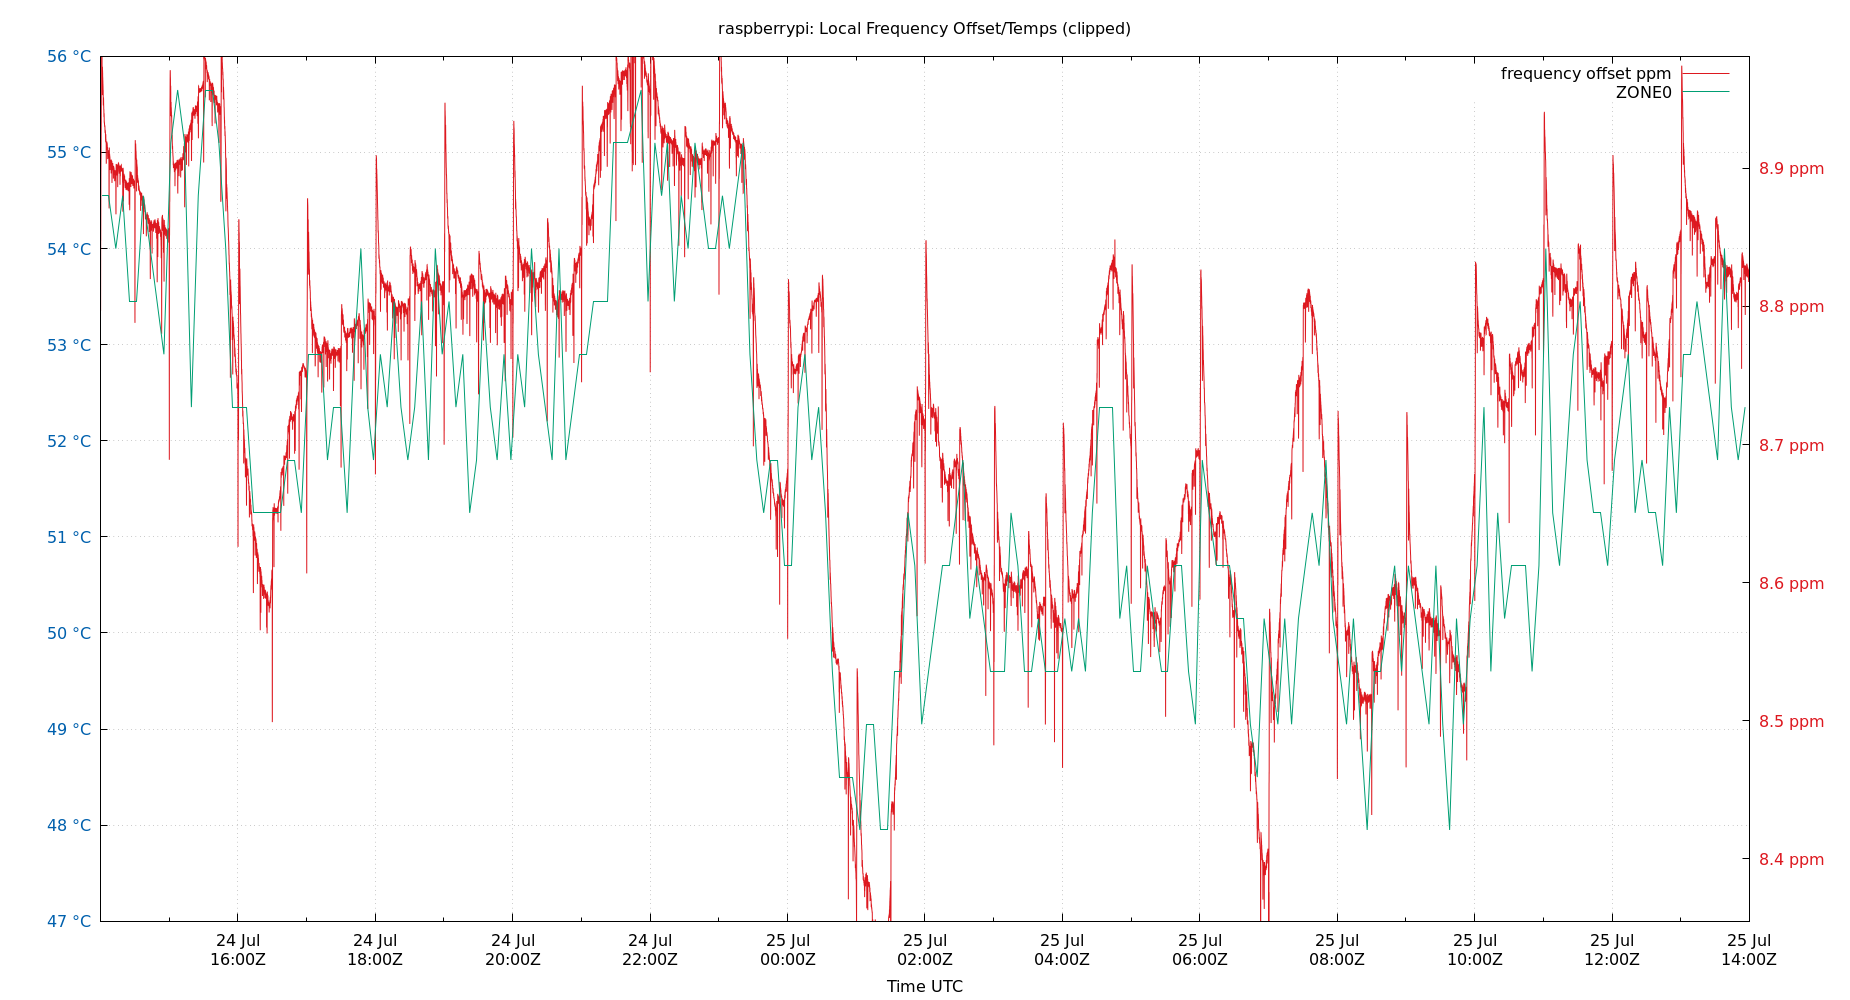 raspberrypi: Local Frequency Offset/Temps (clipped)
56 °C
55 °C
54 °C
53 °C
52 °C
51 °C
50 °C
49 °C
48 °C
47 °C
frequency offset ppm
ZONE0
8.9 ppm
8.8 ppm
8.7 ppm
8.6 ppm
8.5 ppm
8.4 ppm
24 Jul 24 Jul 24 Jul 24 Jul 25 Jul 25 Jul 25 Jul 25 Jul 25 Jul 25 Jul 25 Jul 25 Jul
16:00Z 18:00Z 20:00Z 22:00Z 00:00Z 02:00Z 04:00Z 06:00Z 08:00Z 10:00Z 12:00Z 14:00Z
Time UTC